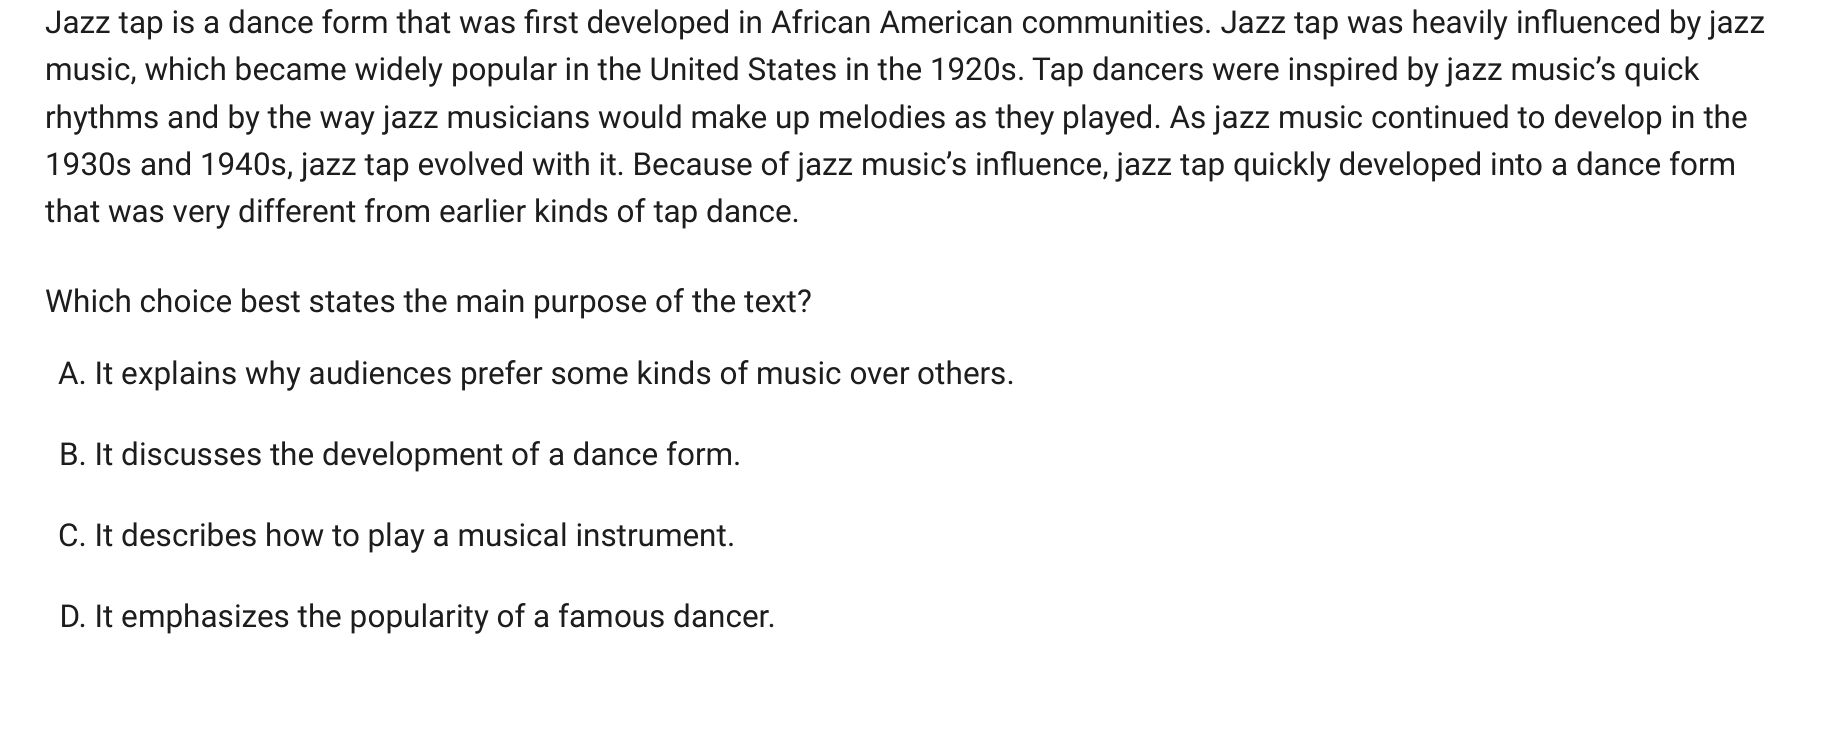 Jazz tap is a dance form that was first developed in African American communities. Jazz tap was heavily influenced by jazz
music, which became widely popular in the United States in the 1920s. Tap dancers were inspired by jazz music’s quick
rhythms and by the way jazz musicians would make up melodies as they played. As jazz music continued to develop in the
1930s and 1940s, jazz tap evolved with it. Because of jazz music’s influence, jazz tap quickly developed into a dance form
that was very different from earlier kinds of tap dance.
Which choice best states the main purpose of the text?
A. It explains why audiences prefer some kinds of music over others.
B. It discusses the development of a dance form.
C. It describes how to play a musical instrument.
D. It emphasizes the popularity of a famous dancer.